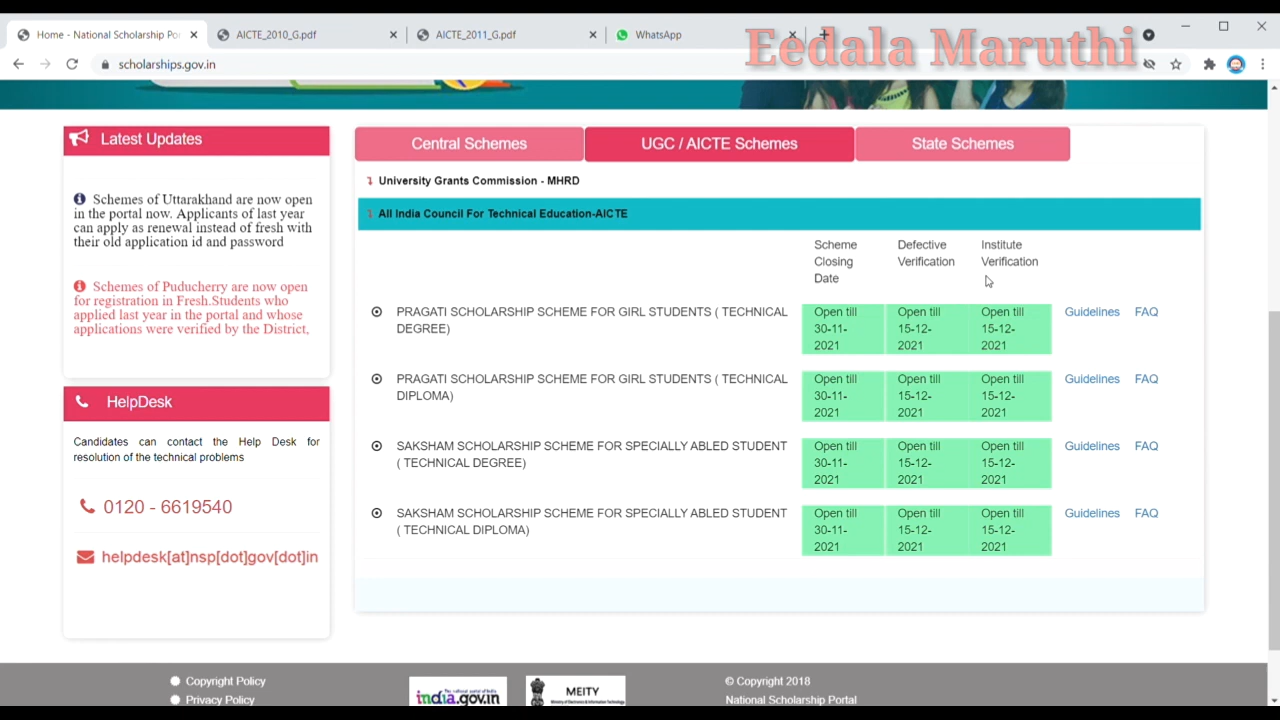 Home - National Scholarship Po
AICTE_2010_G.pdf
AICTE_2011_G.pdf
WhatsApp
Eedala Maruthi
scholarships.gov.in
Latest Updates
Schemes of Uttarakhand are now open
in the portal now. Applicants of last year
can apply as renewal instead of fresh with
their old application id and password
Schemes of Puducherry are now open
for registration in Fresh.Students who
applied last year in the portal and whose
applications were verified by the District,
HelpDesk
Candidates can contact the Help Desk for
resolution of the technical problems
0120 - 6619540
helpdesk[at]nsp[dot]gov[dot]in
Central Schemes
UGC / AICTE Schemes
State Schemes
University Grants Commission - MHRD
All India Council For Technical Education-AICTE
Scheme
Closing
Date
Defective
Verification
Institute
Verification
PRAGATI SCHOLARSHIP SCHEME FOR GIRL STUDENTS ( TECHNICAL
DEGREE)
Open till
30-11-
2021
Open till
15-12-
2021
Open till
15-12-
2021
Guidelines
FAQ
PRAGATI SCHOLARSHIP SCHEME FOR GIRL STUDENTS ( TECHNICAL
DIPLOMA)
Open till
30-11-
2021
Open till
15-12-
2021
Open till
15-12-
2021
Guidelines
FAQ
SAKSHAM SCHOLARSHIP SCHEME FOR SPECIALLY ABLED STUDENT
( TECHNICAL DEGREE)
Open till
30-11-
2021
Open till
15-12-
2021
Open till
15-12-
2021
Guidelines
FAQ
SAKSHAM SCHOLARSHIP SCHEME FOR SPECIALLY ABLED STUDENT
( TECHNICAL DIPLOMA)
Open till
30-11-
2021
Open till
15-12-
2021
Open till
15-12-
2021
Guidelines
FAQ
Copyright Policy
Privacy Policy
india.gov.in
MEITY
© Copyright 2018
National Scholarship Portal